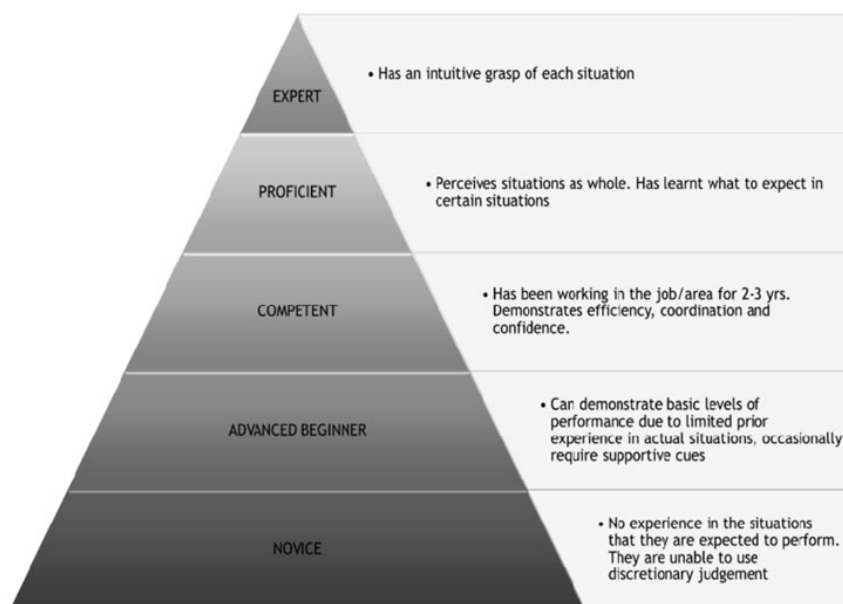 EXPERT
• Has an intuitive grasp of each situation
PROFICIENT
• Perceives situations as whole. Has learnt what to expect in
certain situations
COMPETENT
• Has been working in the job/area for 2-3 yrs.
Demonstrates efficiency, coordination and
confidence.
ADVANCED BEGINNER
• Can demonstrate basic levels of
performance due to limited prior
experience in actual situations, occasionally
require supportive cues
NOVICE
• No experience in the situations
that they are expected to perform.
They are unable to use
discretionary judgement